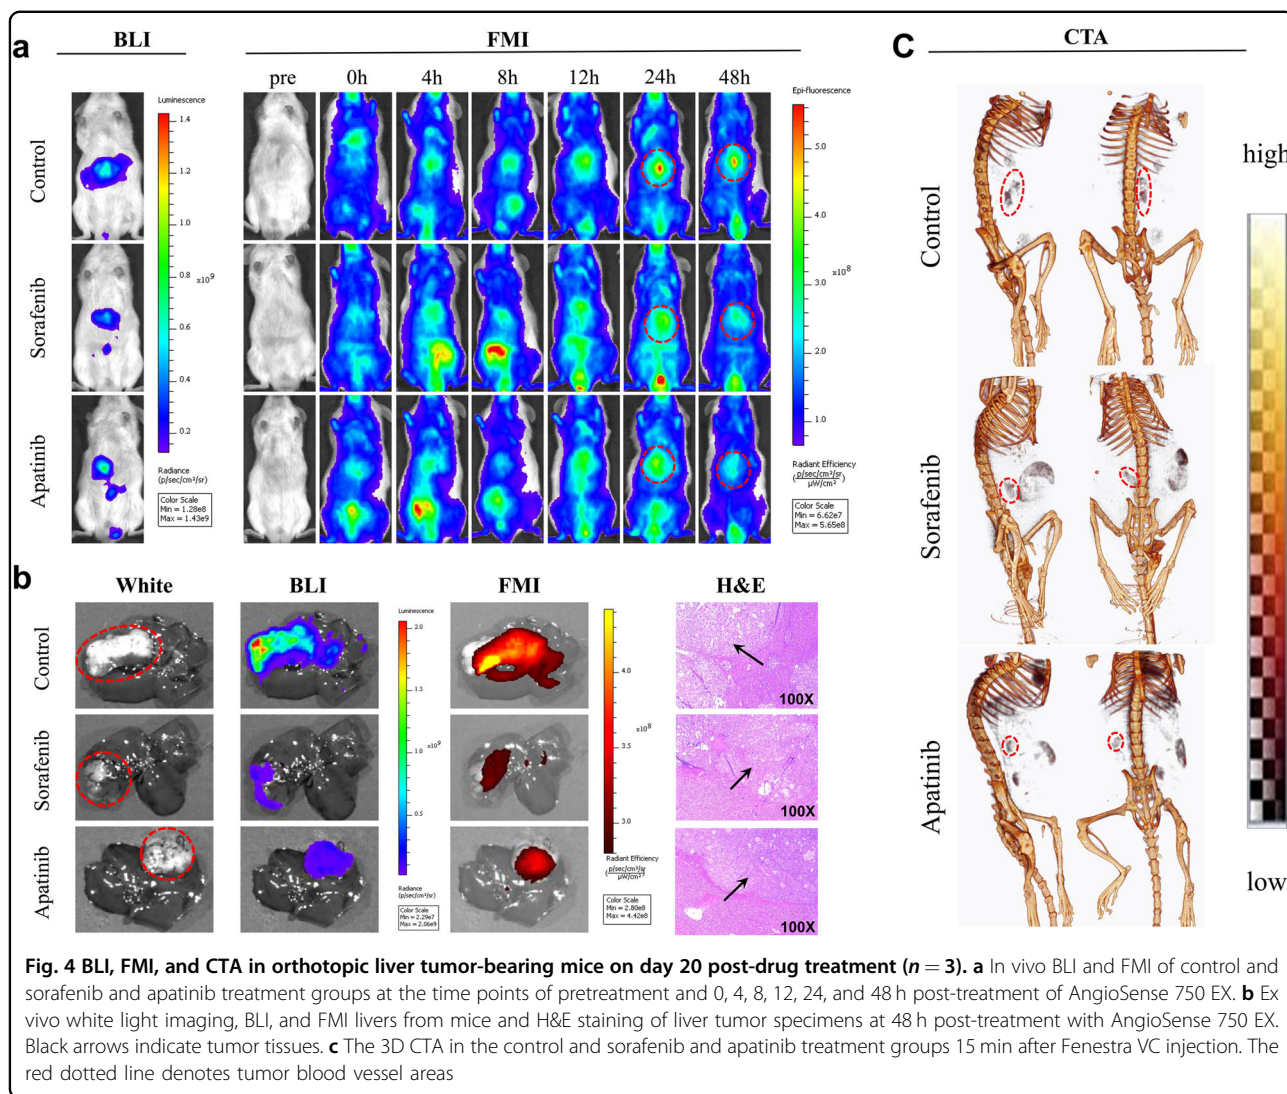 a
BLI
FMI
pre 0h 4h 8h 12h 24h 48h
Control
Sorafenib
Apatinib
Luminescence
1.4
1.2
1.0
0.8
x10⁹
0.6
0.4
0.2
Radiance
(p/sec/cm²/sr)
Color Scale
Min = 1.28e8
Max = 1.43e9
Epi-fluorescence
5.0
4.0
3.0
x10⁸
2.0
1.0
Radiant Efficiency
(p/sec/cm²/sr
µW/cm²)
Color Scale
Min = 6.62e7
Max = 5.65e8
b
White BLI FMI H&E
Control
Sorafenib
Apatinib
Luminescence
2.0
1.5
x10⁹
1.0
0.5
Radiance
(p/sec/cm²/sr)
Color Scale
Min = 2.29e7
Max = 2.06e9
4.0
x10⁸
3.5
3.0
Radiant Efficiency
(p/sec/cm²/sr
µW/cm²)
Color Scale
Min = 2.80e8
Max = 4.42e8
100X
100X
100X
C
CTA
Control
Sorafenib
Apatinib
high
low
Fig. 4 BLI, FMI, and CTA in orthotopic liver tumor-bearing mice on day 20 post-drug treatment (n = 3). a In vivo BLI and FMI of control and
sorafenib and apatinib treatment groups at the time points of pretreatment and 0, 4, 8, 12, 24, and 48 h post-treatment of AngioSense 750 EX. b Ex
vivo white light imaging, BLI, and FMI livers from mice and H&E staining of liver tumor specimens at 48 h post-treatment with AngioSense 750 EX.
Black arrows indicate tumor tissues. c The 3D CTA in the control and sorafenib and apatinib treatment groups 15 min after Fenestra VC injection. The
red dotted line denotes tumor blood vessel areas